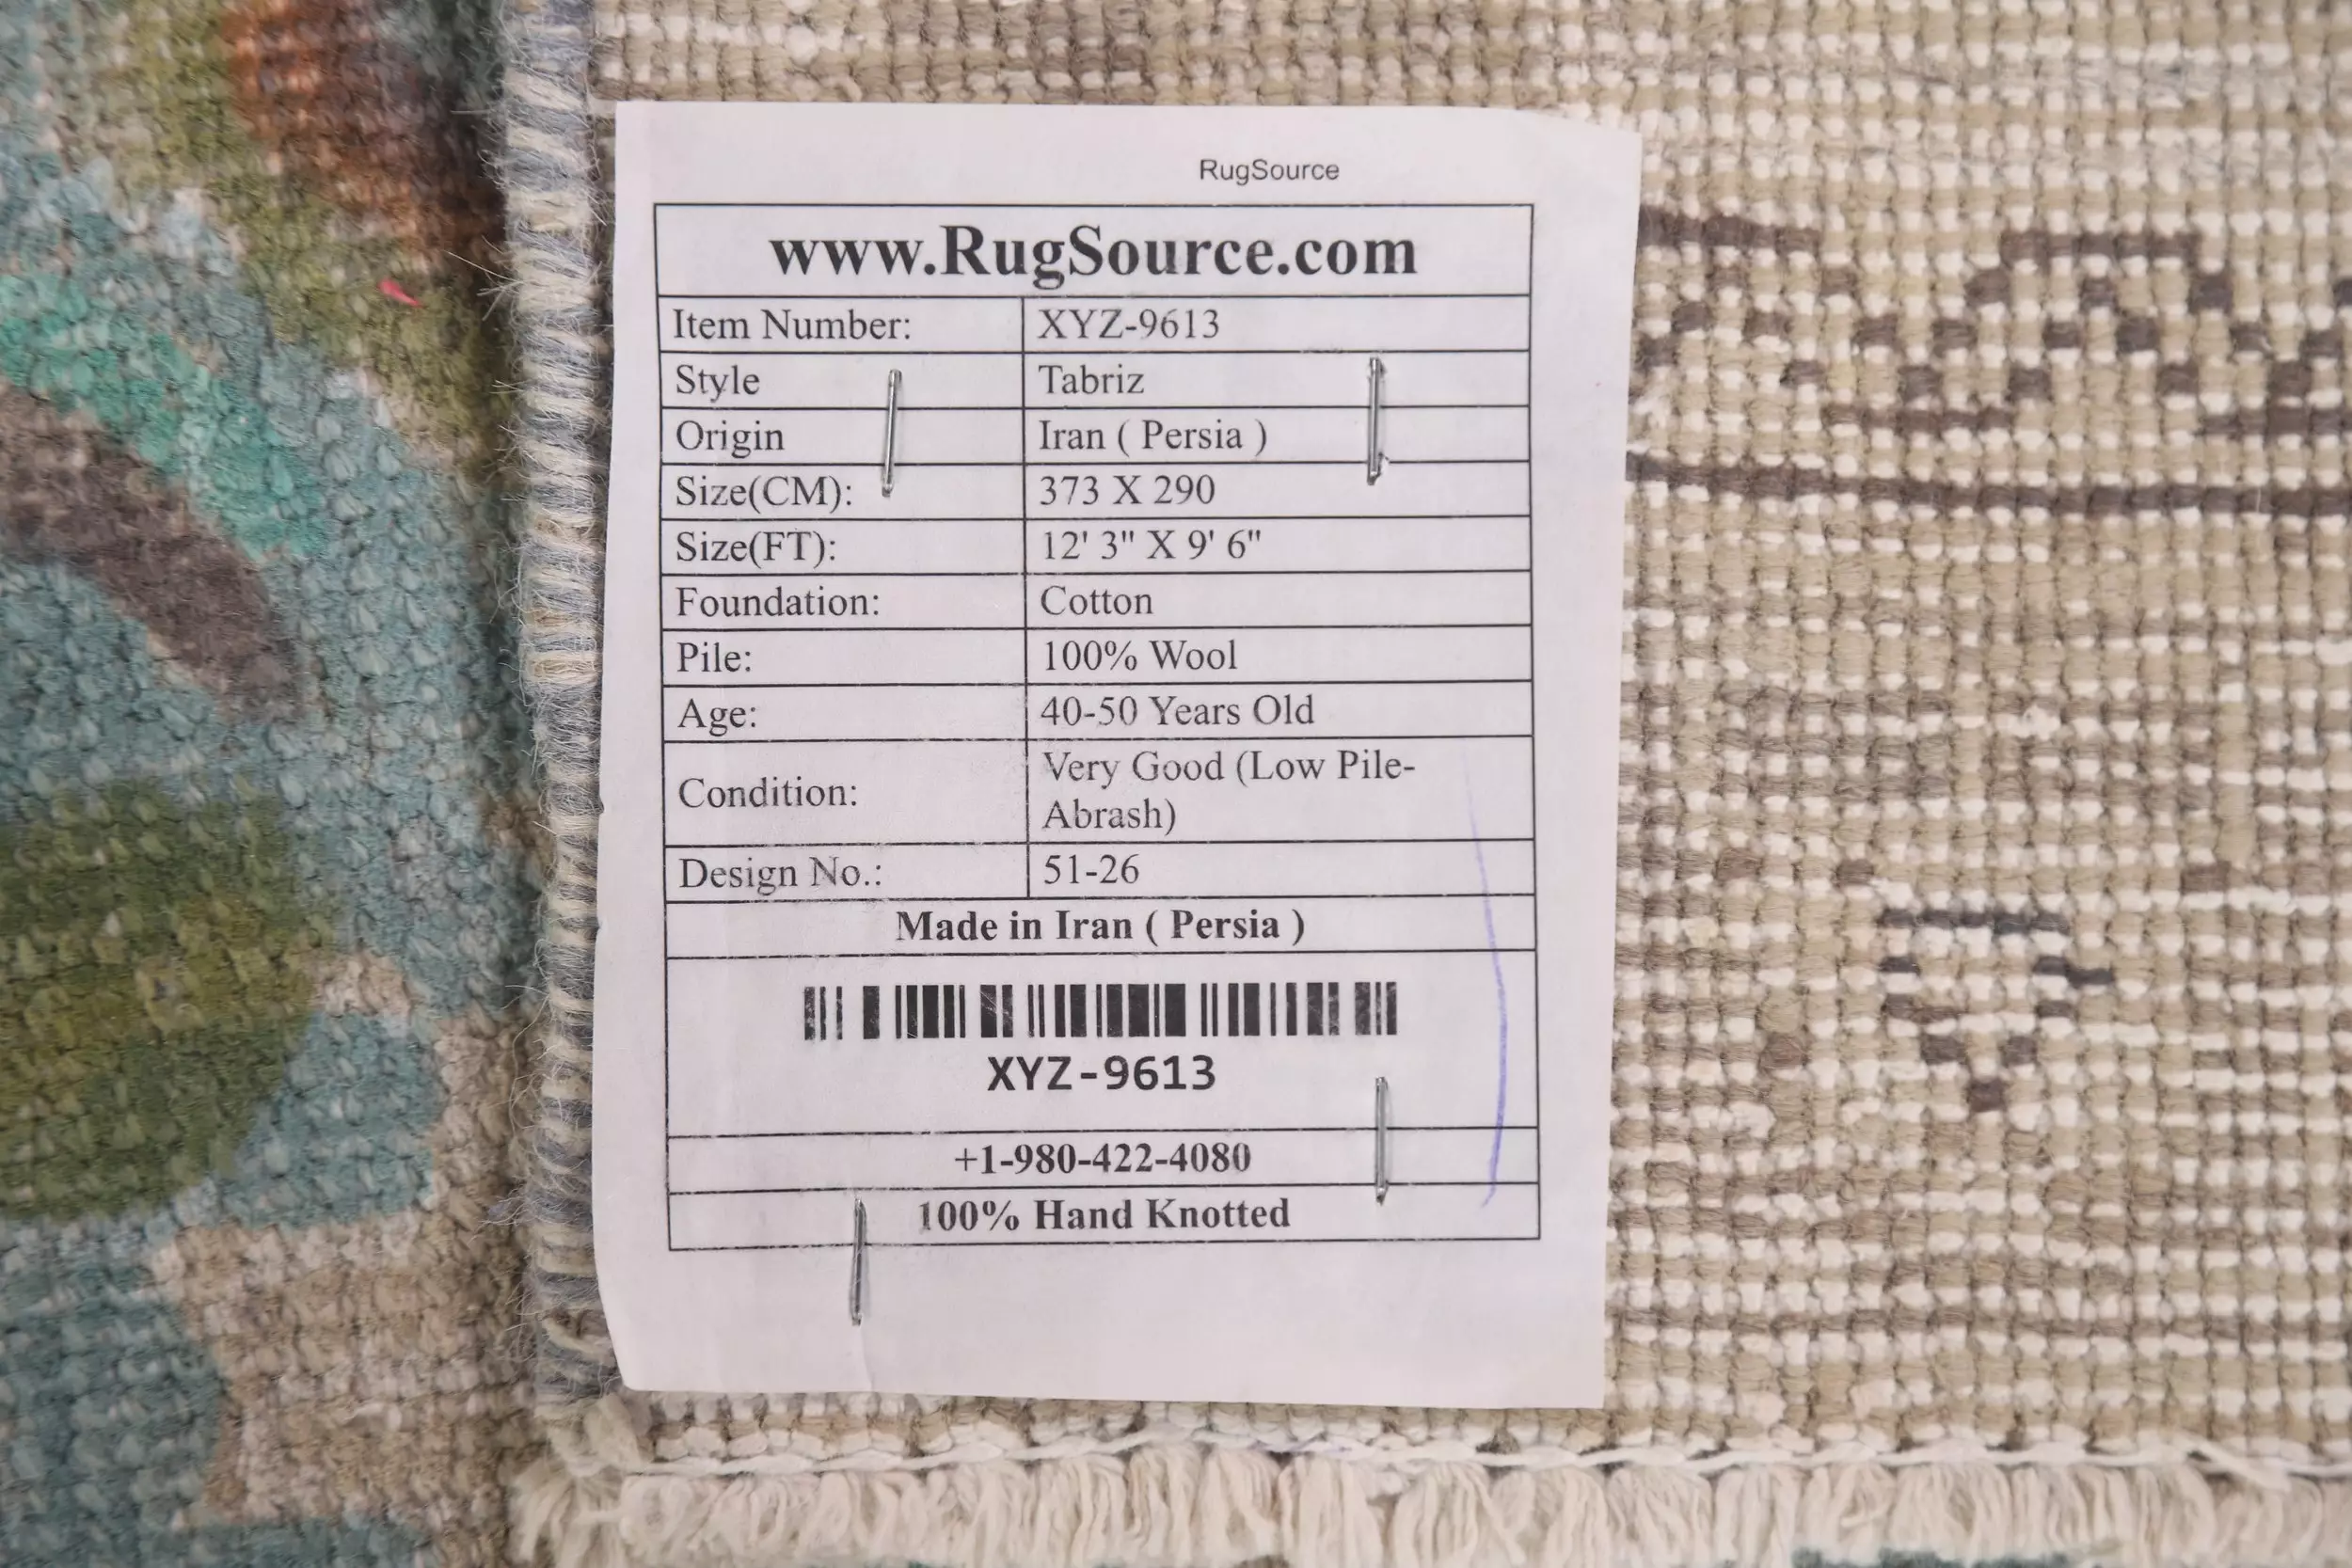 RugSource
www.RugSource.com
Item Number: XYZ-9613
Style Tabriz
Origin Iran ( Persia )
Size(CM): 373 X 290
Size(FT): 12' 3" X 9' 6"
Foundation: Cotton
Pile: 100% Wool
Age: 40-50 Years Old
Condition: Very Good (Low Pile-
Abrash)
Design No.: 51-26
Made in Iran ( Persia )
XYZ-9613
+1-980-422-4080
100% Hand Knotted